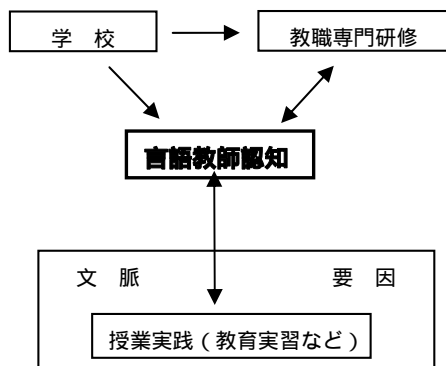 学 校
教職専門研修
言語教師認知
文 脈 要 因
授業実践（教育実習など）